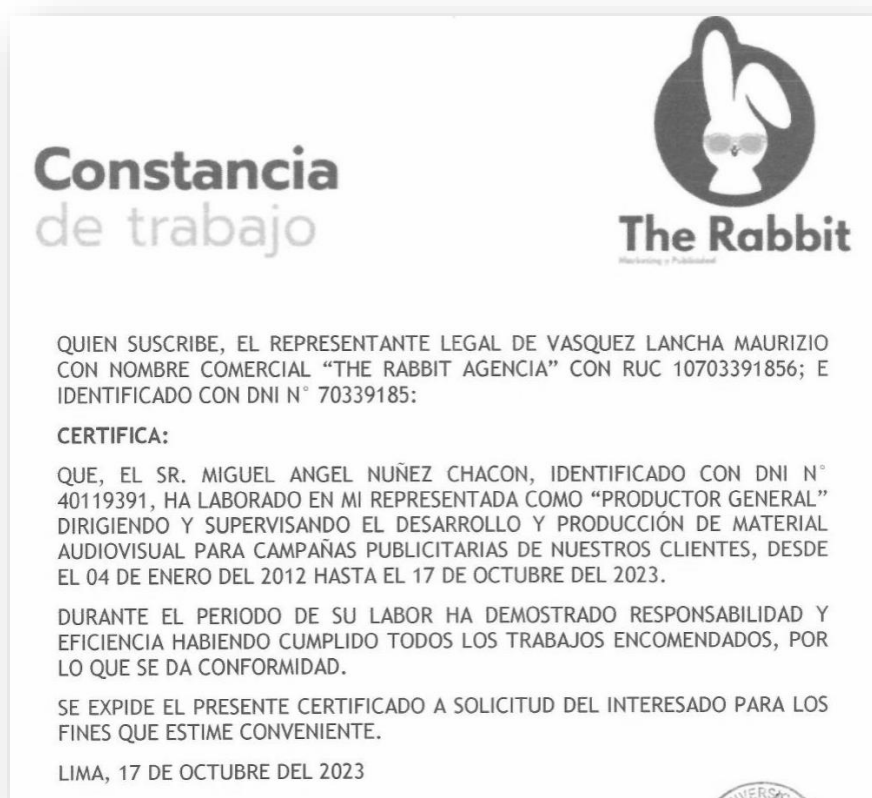 Constancia
de trabajo
The Rabbit
Marketing y Publicidad
QUIEN SUSCRIBE, EL REPRESENTANTE LEGAL DE VASQUEZ LANCHA MAURIZIO
CON NOMBRE COMERCIAL “THE RABBIT AGENCIA” CON RUC 10703391856; E
IDENTIFICADO CON DNI N° 70339185:
CERTIFICA:
QUE, EL SR. MIGUEL ANGEL NUÑEZ CHACON, IDENTIFICADO CON DNI N°
40119391, HA LABORADO EN MI REPRESENTADA COMO “PRODUCTOR GENERAL”
DIRIGIENDO Y SUPERVISANDO EL DESARROLLO Y PRODUCCIÓN DE MATERIAL
AUDIOVISUAL PARA CAMPAÑAS PUBLICITARIAS DE NUESTROS CLIENTES, DESDE
EL 04 DE ENERO DEL 2012 HASTA EL 17 DE OCTUBRE DEL 2023.
DURANTE EL PERIODO DE SU LABOR HA DEMOSTRADO RESPONSABILIDAD Y
EFICIENCIA HABIENDO CUMPLIDO TODOS LOS TRABAJOS ENCOMENDADOS, POR
LO QUE SE DA CONFORMIDAD.
SE EXPIDE EL PRESENTE CERTIFICADO A SOLICITUD DEL INTERESADO PARA LOS
FINES QUE ESTIME CONVENIENTE.
LIMA, 17 DE OCTUBRE DEL 2023